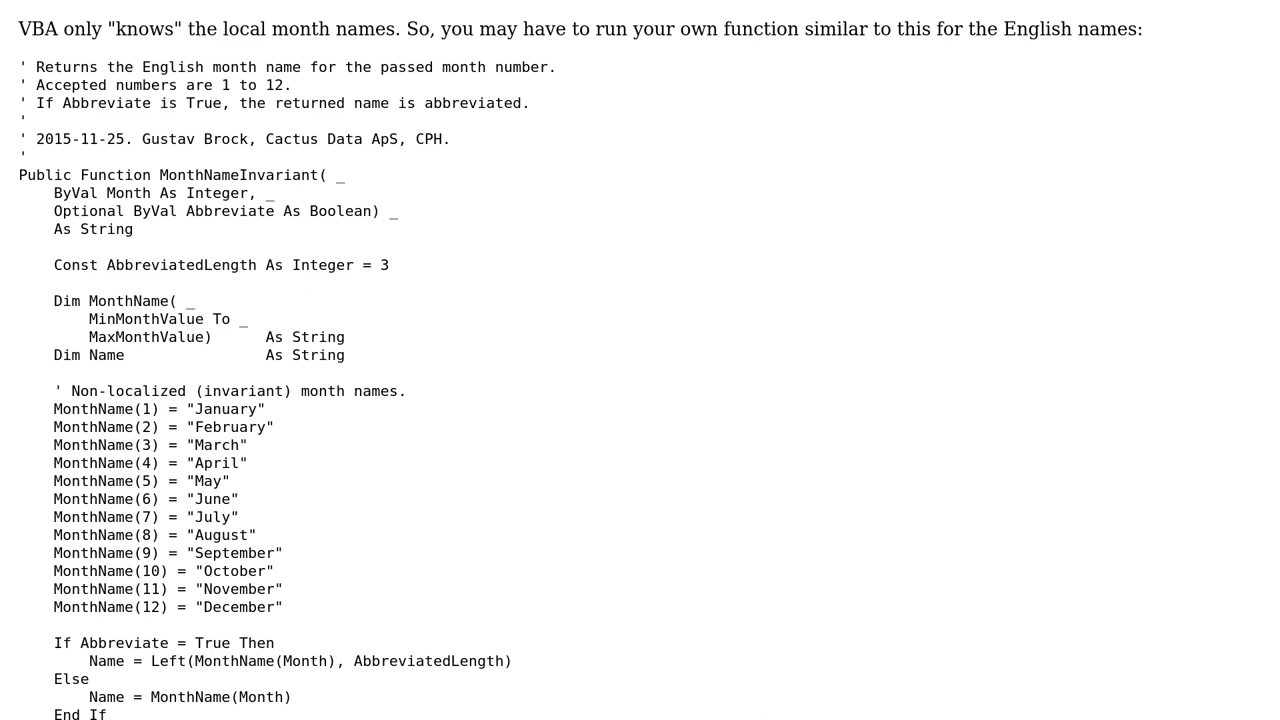 VBA only "knows" the local month names. So, you may have to run your own function similar to this for the English names:
' Returns the English month name for the passed month number.
' Accepted numbers are 1 to 12.
' If Abbreviate is True, the returned name is abbreviated.
'
' 2015-11-25. Gustav Brock, Cactus Data ApS, CPH.
'
Public Function MonthNameInvariant( _
    ByVal Month As Integer, _
    Optional ByVal Abbreviate As Boolean) _
    As String
    Const AbbreviatedLength As Integer = 3
    Dim MonthName( _
        MinMonthValue To _
        MaxMonthValue)      As String
    Dim Name                As String
    ' Non-localized (invariant) month names.
    MonthName(1) = "January"
    MonthName(2) = "February"
    MonthName(3) = "March"
    MonthName(4) = "April"
    MonthName(5) = "May"
    MonthName(6) = "June"
    MonthName(7) = "July"
    MonthName(8) = "August"
    MonthName(9) = "September"
    MonthName(10) = "October"
    MonthName(11) = "November"
    MonthName(12) = "December"
    If Abbreviate = True Then
        Name = Left(MonthName(Month), AbbreviatedLength)
    Else
        Name = MonthName(Month)
    End If